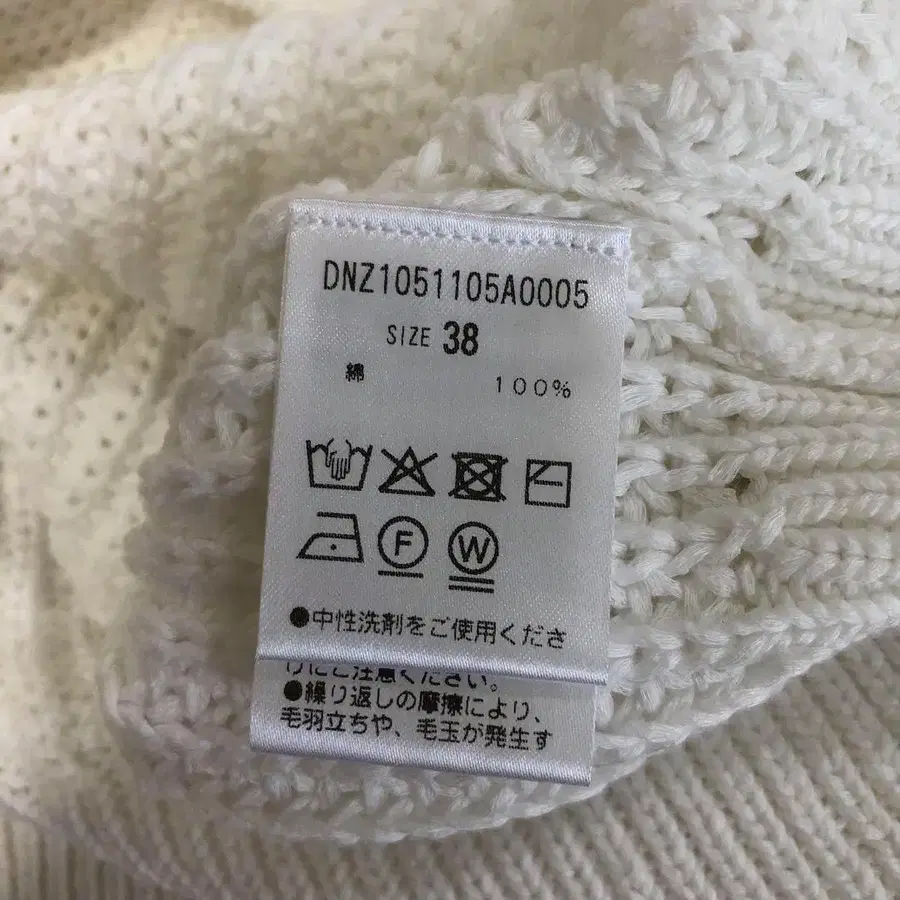 DNZ1051105A0005
SIZE 38
綿 100%
F W
●中性洗剤をご使用くださ
りにご注意ください。
●繰り返しの摩擦により、
毛羽立ちや、毛玉が発生す